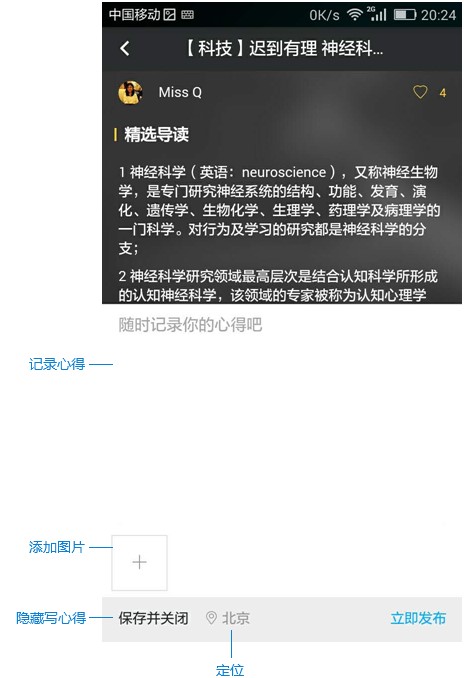 中国移动 0K/s 2G 20:24
【科技】迟到有理 神经科...
Miss Q 4
精选导读
1 神经科学（英语：neuroscience），又称神经生物
学，是专门研究神经系统的结构、功能、发育、演
化、遗传学、生物化学、生理学、药理学及病理学的
一门科学。对行为及学习的研究都是神经科学的分
支；
2 神经科学研究领域最高层次是结合认知科学所形成
的认知神经科学，该领域的专家被称为认知心理学
随时记录你的心得吧
记录心得
添加图片
隐藏写心得 保存并关闭 北京 立即发布
定位